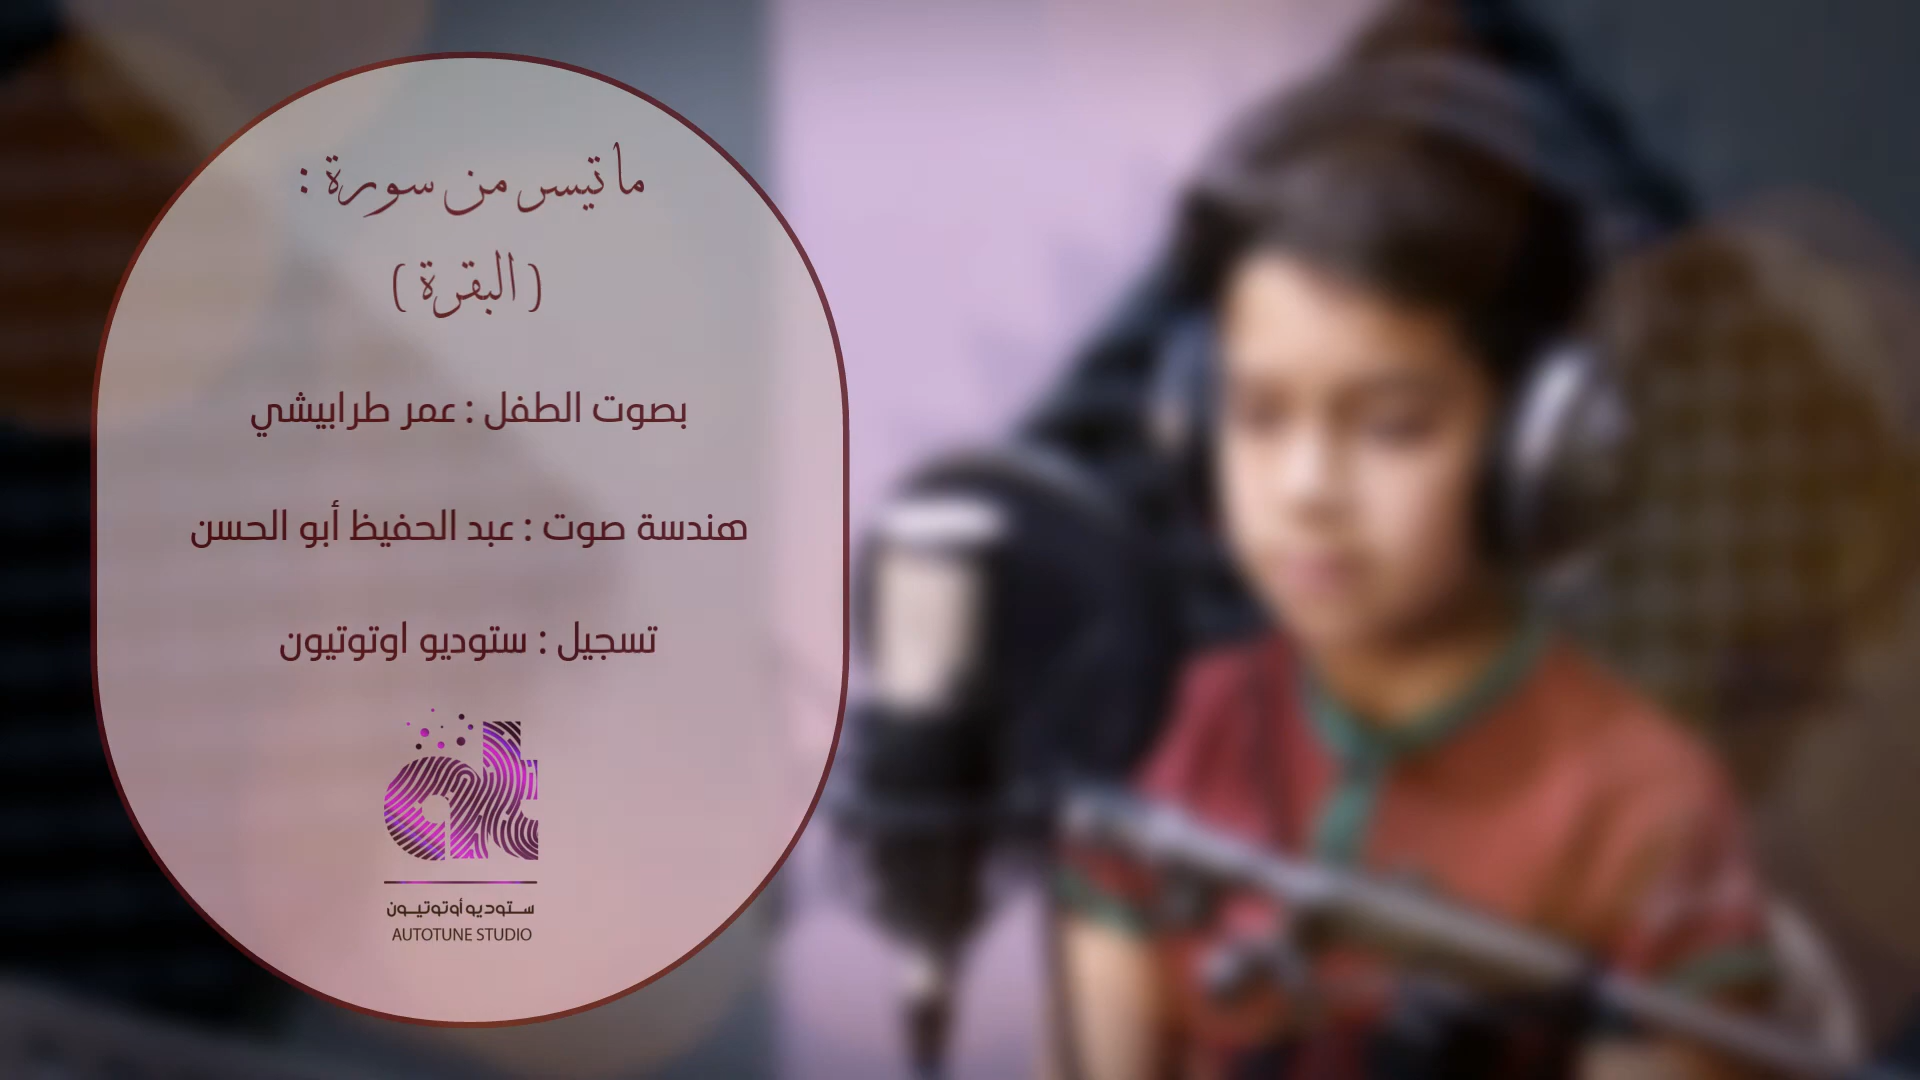 ما تيسر من سورة :
( البقرة )
بصوت الطفل : عمر طرابيشي
هندسة صوت : عبد الحفيظ أبو الحسن
تسجيل : ستوديو اوتوتيون
at
ستوديو أوتوتيون
AUTOTUNE STUDIO